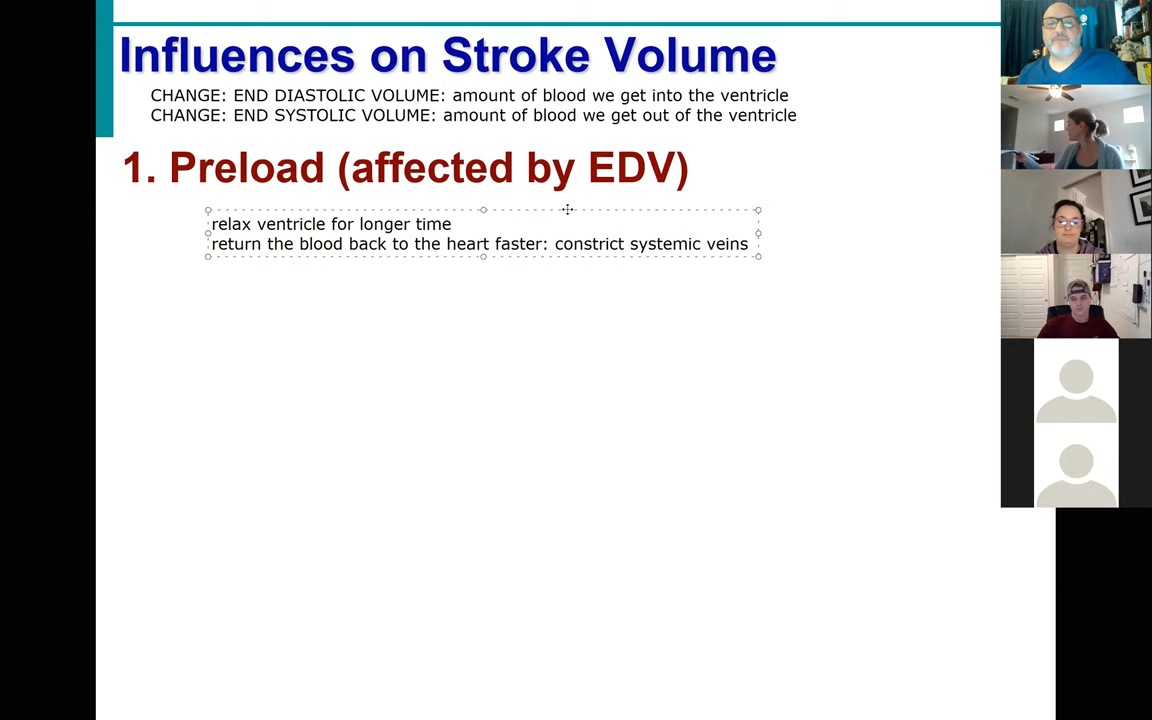 Influences on Stroke Volume
CHANGE: END DIASTOLIC VOLUME: amount of blood we get into the ventricle
CHANGE: END SYSTOLIC VOLUME: amount of blood we get out of the ventricle
1. Preload (affected by EDV)
relax ventricle for longer time
return the blood back to the heart faster: constrict systemic veins